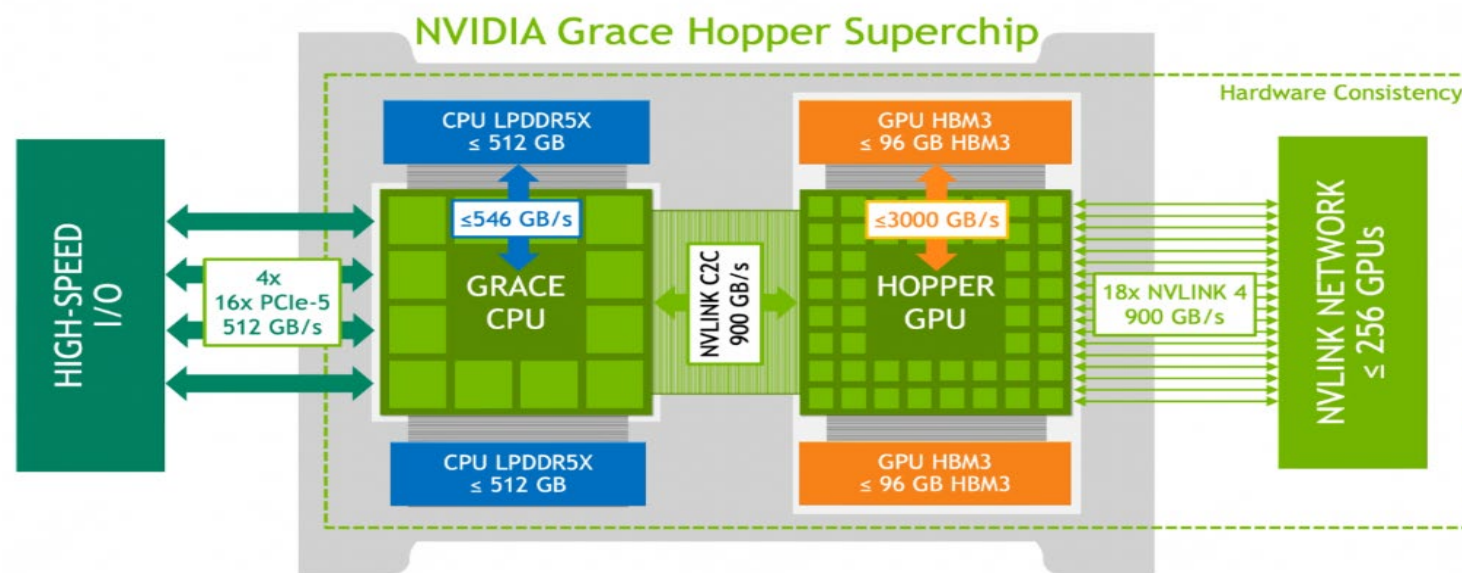 NVIDIA Grace Hopper Superchip
Hardware Consistency
HIGH-SPEED
I/O
4x
16x PCIe-5
512 GB/s
CPU LPDDR5X
≤ 512 GB
≤546 GB/s
GRACE
CPU
CPU LPDDR5X
≤ 512 GB
NVLINK C2C
900 GB/s
GPU HBM3
≤ 96 GB HBM3
≤3000 GB/s
HOPPER
GPU
GPU HBM3
≤ 96 GB HBM3
18x NVLINK 4
900 GB/s
NVLINK NETWORK
≤ 256 GPUs